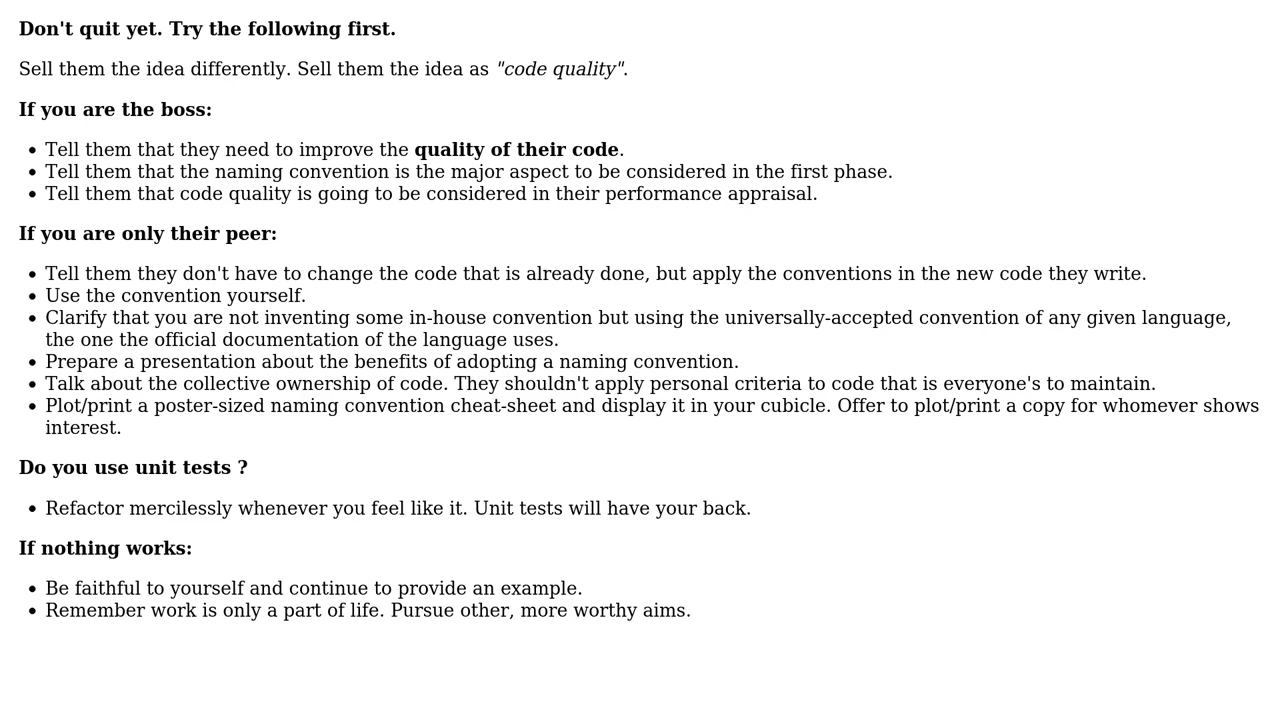 Don't quit yet. Try the following first.
Sell them the idea differently. Sell them the idea as "code quality".
If you are the boss:
• Tell them that they need to improve the quality of their code.
• Tell them that the naming convention is the major aspect to be considered in the first phase.
• Tell them that code quality is going to be considered in their performance appraisal.
If you are only their peer:
• Tell them they don't have to change the code that is already done, but apply the conventions in the new code they write.
• Use the convention yourself.
• Clarify that you are not inventing some in-house convention but using the universally-accepted convention of any given language,
the one the official documentation of the language uses.
• Prepare a presentation about the benefits of adopting a naming convention.
• Talk about the collective ownership of code. They shouldn't apply personal criteria to code that is everyone's to maintain.
• Plot/print a poster-sized naming convention cheat-sheet and display it in your cubicle. Offer to plot/print a copy for whomever shows
interest.
Do you use unit tests ?
• Refactor mercilessly whenever you feel like it. Unit tests will have your back.
If nothing works:
• Be faithful to yourself and continue to provide an example.
• Remember work is only a part of life. Pursue other, more worthy aims.